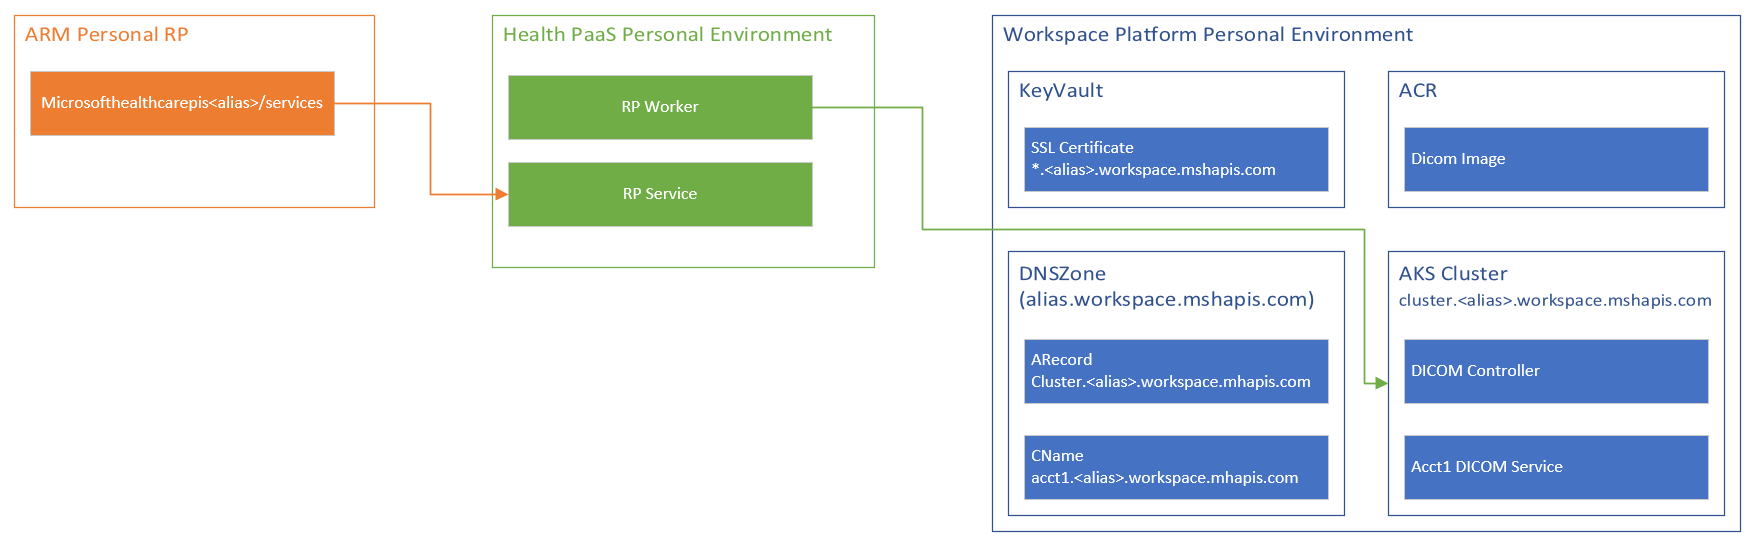 ARM Personal RP
Microsofthealthcarepis<alias>/services
Health PaaS Personal Environment
RP Worker
RP Service
Workspace Platform Personal Environment
KeyVault
SSL Certificate
*.<alias>.workspace.mshapis.com
ACR
Dicom Image
DNSZone
(alias.workspace.mshapis.com)
ARecord
Cluster.<alias>.workspace.mhapis.com
CName
acct1.<alias>.workspace.mhapis.com
AKS Cluster
cluster.<alias>.workspace.mshapis.com
DICOM Controller
Acct1 DICOM Service